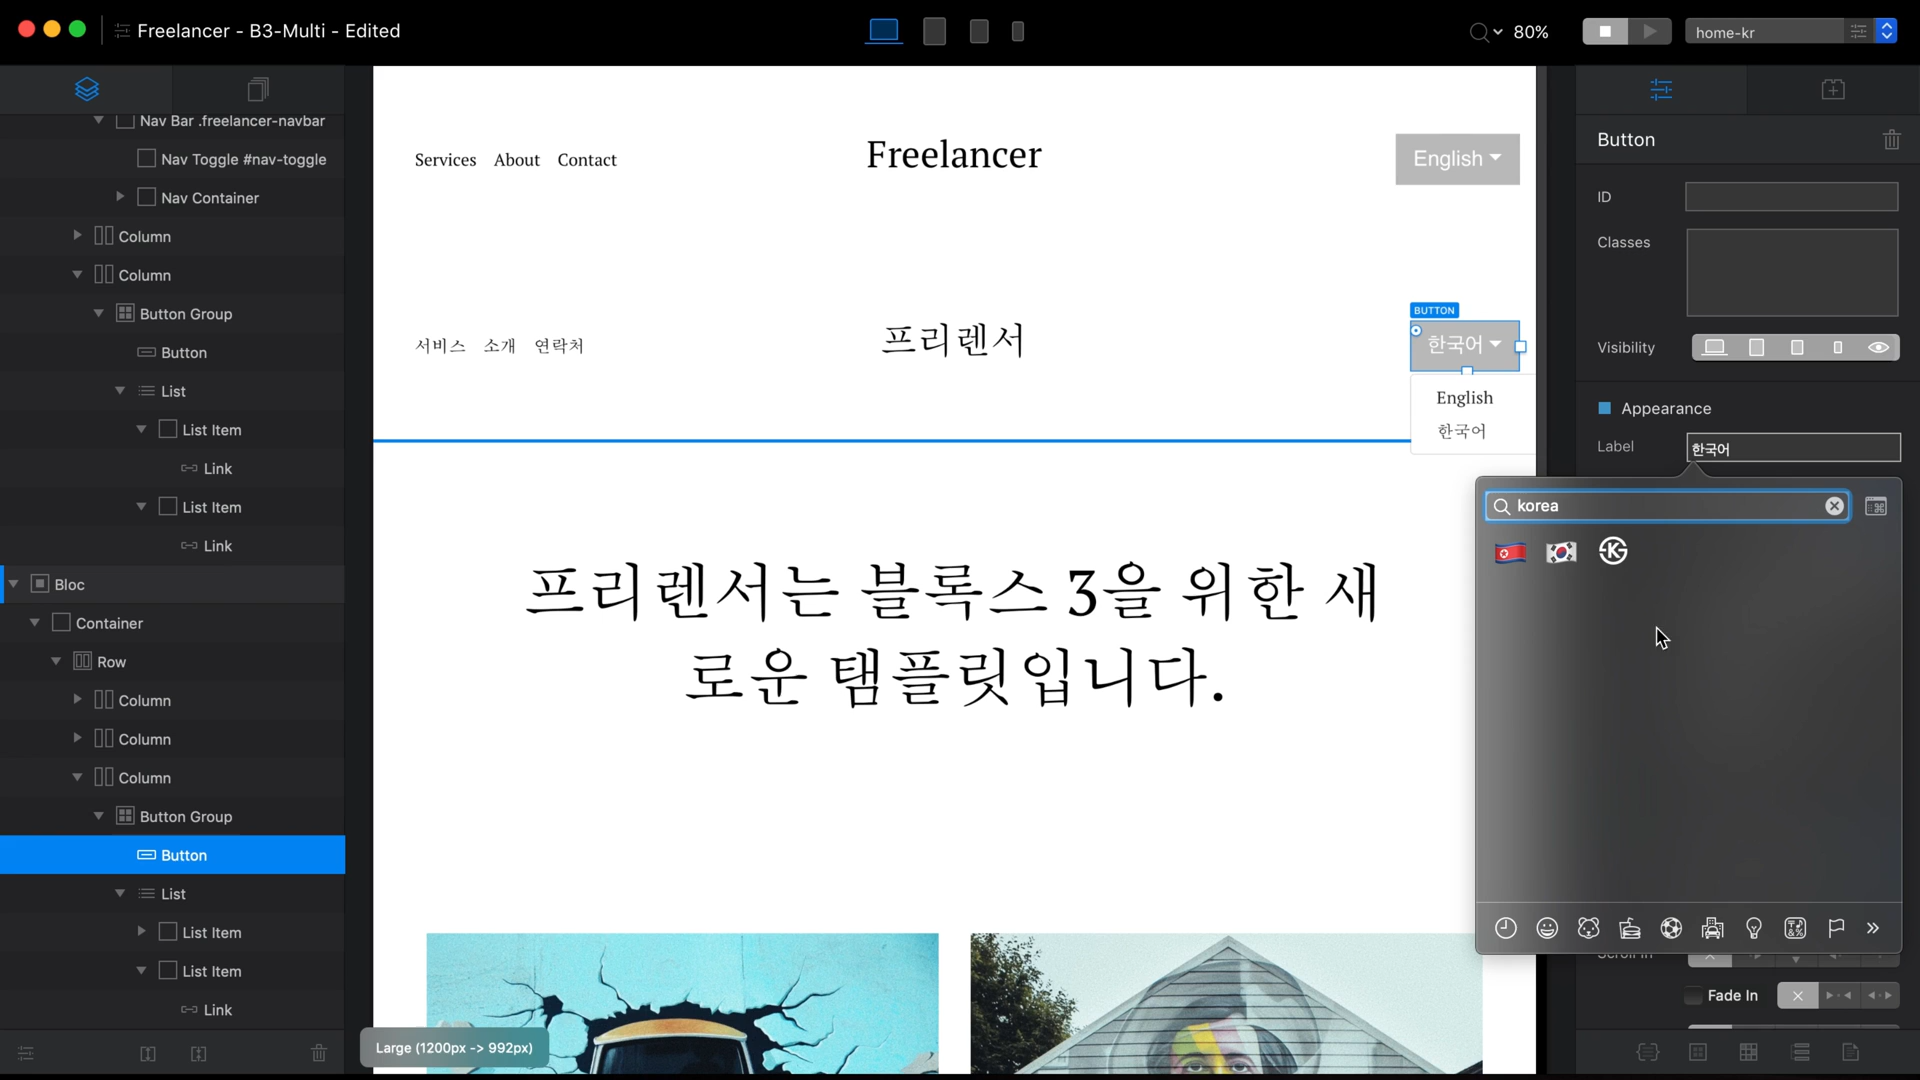 Freelancer - B3-Multi - Edited
80%
home-kr
Nav Bar .freelancer-navbar
Nav Toggle #nav-toggle
Nav Container
Column
Column
Button Group
Button
List
List Item
Link
List Item
Link
Bloc
Container
Row
Column
Column
Column
Button Group
Button
List
List Item
List Item
Link
Services About Contact
Freelancer
English
서비스 소개 연락처
프리렌서
BUTTON
한국어
English
한국어
프리렌서는 블록스 3을 위한 새
로운 탬플릿입니다.
Large (1200px -> 992px)
Button
ID
Classes
Visibility
Appearance
Label
한국어
korea
Scroll In
Fade In